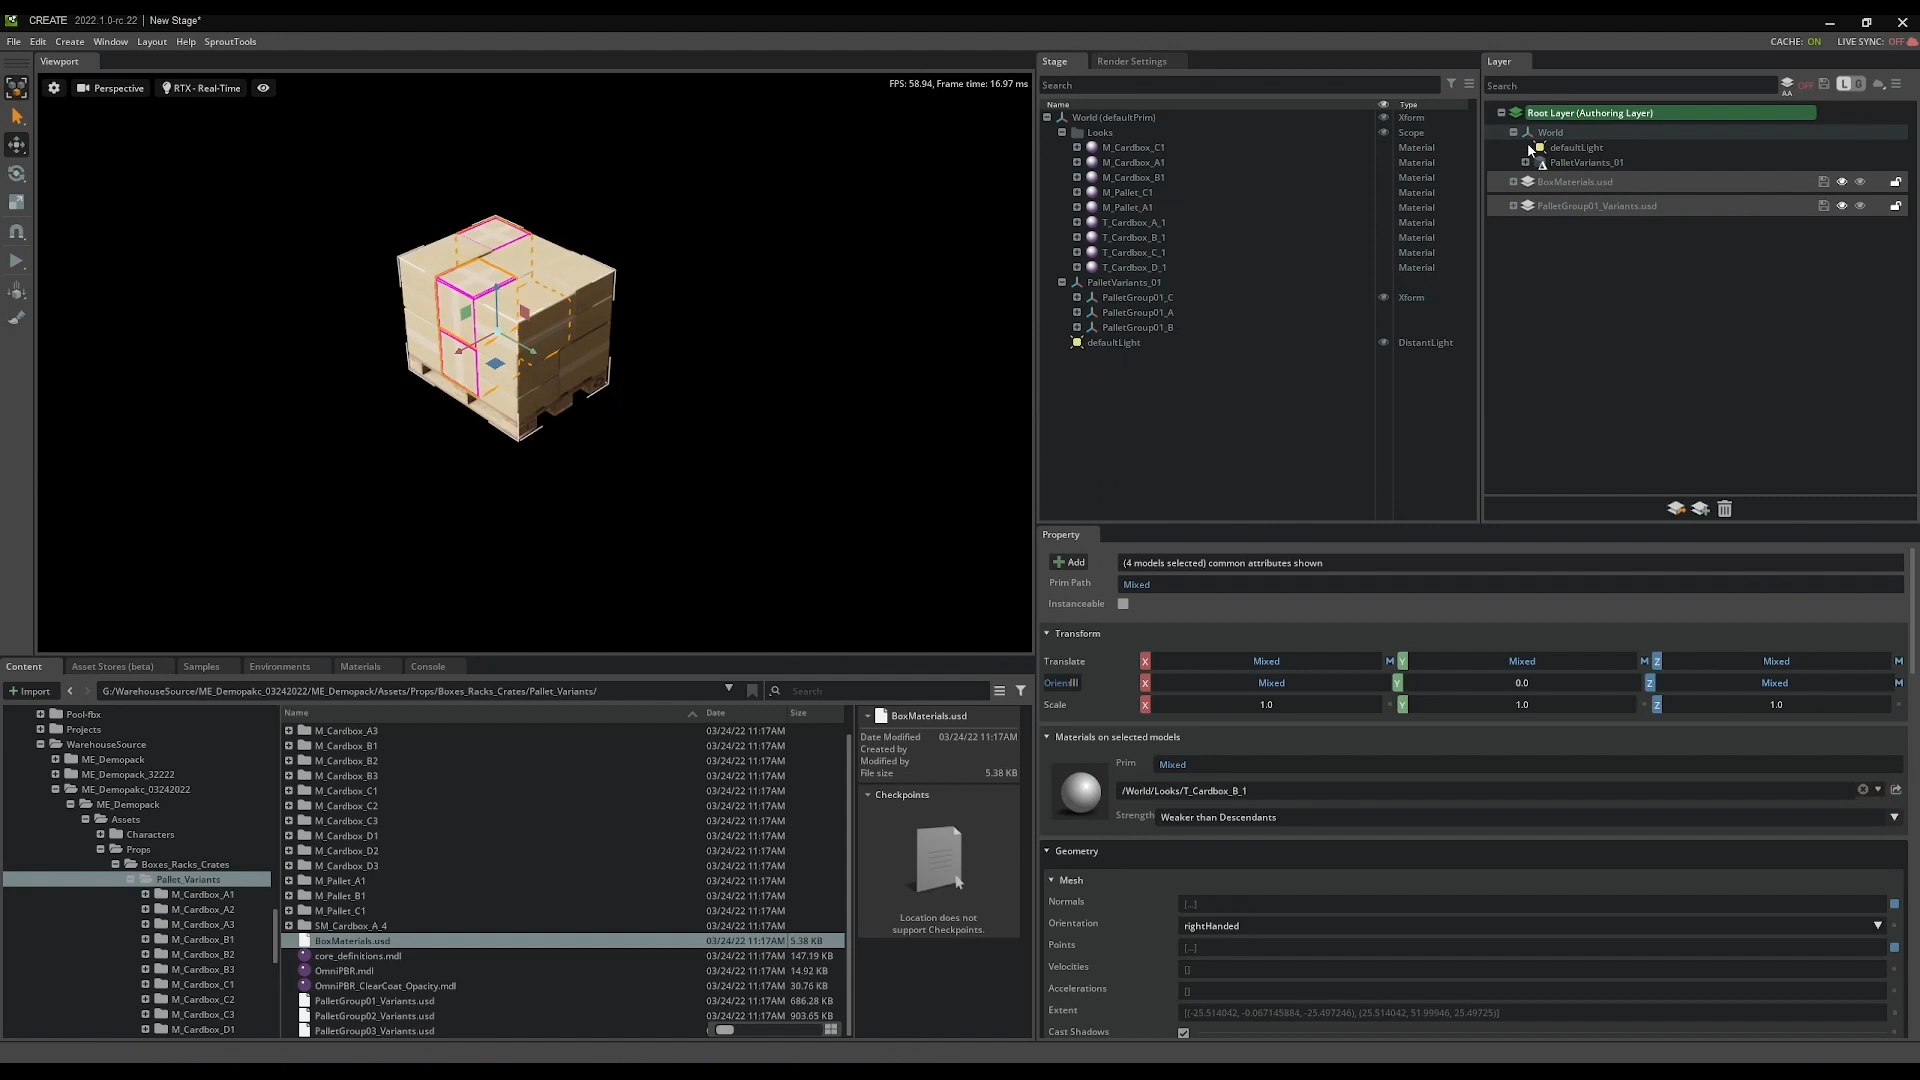 CREATE 2022.1.0-rc.22 | New Stage*
File Edit Create Window Layout Help SproutTools
CACHE: ON LIVE SYNC: OFF
Viewport
Perspective RTX - Real-Time
FPS: 58.94, Frame time: 16.97 ms
Stage Render Settings
Search
Name Type
World (defaultPrim) Xform
Looks Scope
M_Cardbox_C1 Material
M_Cardbox_A1 Material
M_Cardbox_B1 Material
M_Pallet_C1 Material
M_Pallet_A1 Material
T_Cardbox_A_1 Material
T_Cardbox_B_1 Material
T_Cardbox_C_1 Material
T_Cardbox_D_1 Material
PalletVariants_01
PalletGroup01_C Xform
PalletGroup01_A
PalletGroup01_B
defaultLight DistantLight
Layer
Search
AA OFF L G
Root Layer (Authoring Layer)
World
defaultLight
PalletVariants_01
BoxMaterials.usd
PalletGroup01_Variants.usd
Property
Add (4 models selected) common attributes shown
Prim Path Mixed
Instanceable
Transform
Translate X Mixed M Y Mixed M Z Mixed M
Orient X Mixed Y 0.0 Z Mixed M
Scale X 1.0 Y 1.0 Z 1.0
Materials on selected models
Prim Mixed
/World/Looks/T_Cardbox_B_1
Strength Weaker than Descendants
Geometry
Mesh
Normals [...]
Orientation rightHanded
Points [...]
Velocities []
Accelerations []
Extent [(-25.514042, -0.067145884, -25.497246), (25.514042, 51.99946, 25.49725)]
Cast Shadows
Content Asset Stores (beta) Samples Environments Materials Console
Import G:/WarehouseSource/ME_Demopakc_03242022/ME_Demopack/Assets/Props/Boxes_Racks_Crates/Pallet_Variants/ Search
Pool-fbx
Projects
WarehouseSource
ME_Demopack
ME_Demopack_32222
ME_Demopakc_03242022
ME_Demopack
Assets
Characters
Props
Boxes_Racks_Crates
Pallet_Variants
M_Cardbox_A1
M_Cardbox_A2
M_Cardbox_A3
M_Cardbox_B1
M_Cardbox_B2
M_Cardbox_B3
M_Cardbox_C1
M_Cardbox_C2
M_Cardbox_C3
M_Cardbox_D1
Name Date Size
M_Cardbox_A3 03/24/22 11:17AM
M_Cardbox_B1 03/24/22 11:17AM
M_Cardbox_B2 03/24/22 11:17AM
M_Cardbox_B3 03/24/22 11:17AM
M_Cardbox_C1 03/24/22 11:17AM
M_Cardbox_C2 03/24/22 11:17AM
M_Cardbox_C3 03/24/22 11:17AM
M_Cardbox_D1 03/24/22 11:17AM
M_Cardbox_D2 03/24/22 11:17AM
M_Cardbox_D3 03/24/22 11:17AM
M_Pallet_A1 03/24/22 11:17AM
M_Pallet_B1 03/24/22 11:17AM
M_Pallet_C1 03/24/22 11:17AM
SM_Cardbox_A_4 03/24/22 11:17AM
BoxMaterials.usd 03/24/22 11:17AM 5.38 KB
core_definitions.mdl 03/24/22 11:17AM 147.19 KB
OmniPBR.mdl 03/24/22 11:17AM 14.92 KB
OmniPBR_ClearCoat_Opacity.mdl 03/24/22 11:17AM 30.76 KB
PalletGroup01_Variants.usd 03/24/22 11:17AM 686.28 KB
PalletGroup02_Variants.usd 03/24/22 11:17AM 903.65 KB
PalletGroup03_Variants.usd
BoxMaterials.usd
Date Modified 03/24/22 11:17AM
Created by
Modified by
File size 5.38 KB
Checkpoints
Location does not
support Checkpoints.